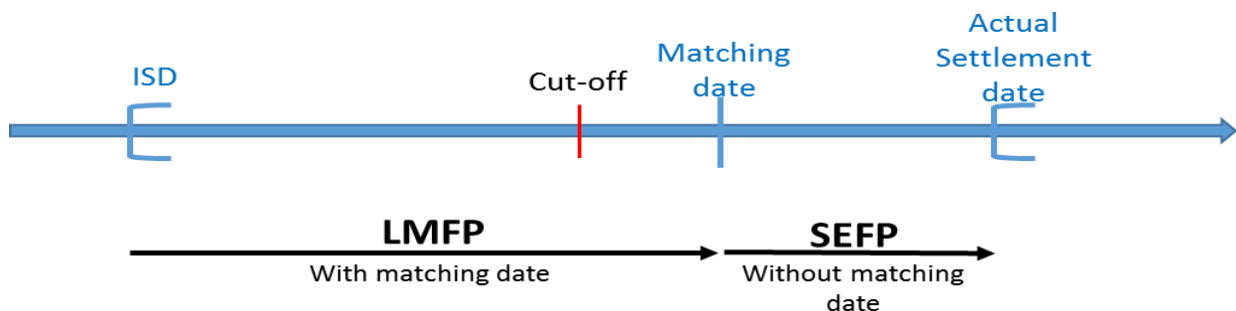 Actual
Settlement
date
Matching
date
ISD
Cut-off
LMFP
With matching date
SEFP
Without matching
date